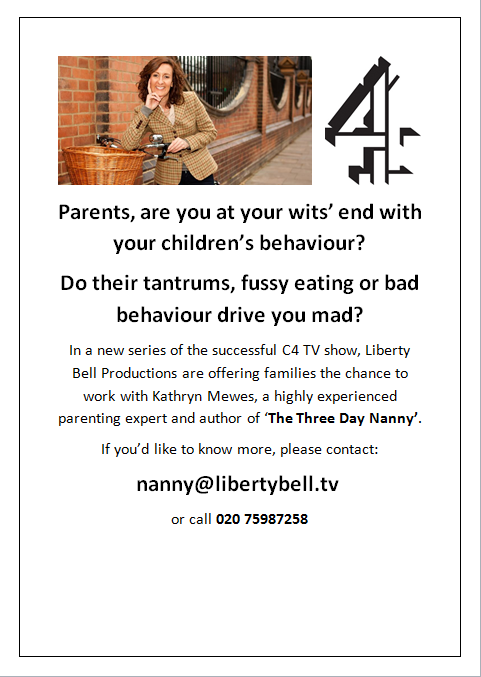 4
Parents, are you at your wits’ end with
your children’s behaviour?
Do their tantrums, fussy eating or bad
behaviour drive you mad?
In a new series of the successful C4 TV show, Liberty
Bell Productions are offering families the chance to
work with Kathryn Mewes, a highly experienced
parenting expert and author of ‘The Three Day Nanny’.
If you’d like to know more, please contact:
nanny@libertybell.tv
or call 020 75987258